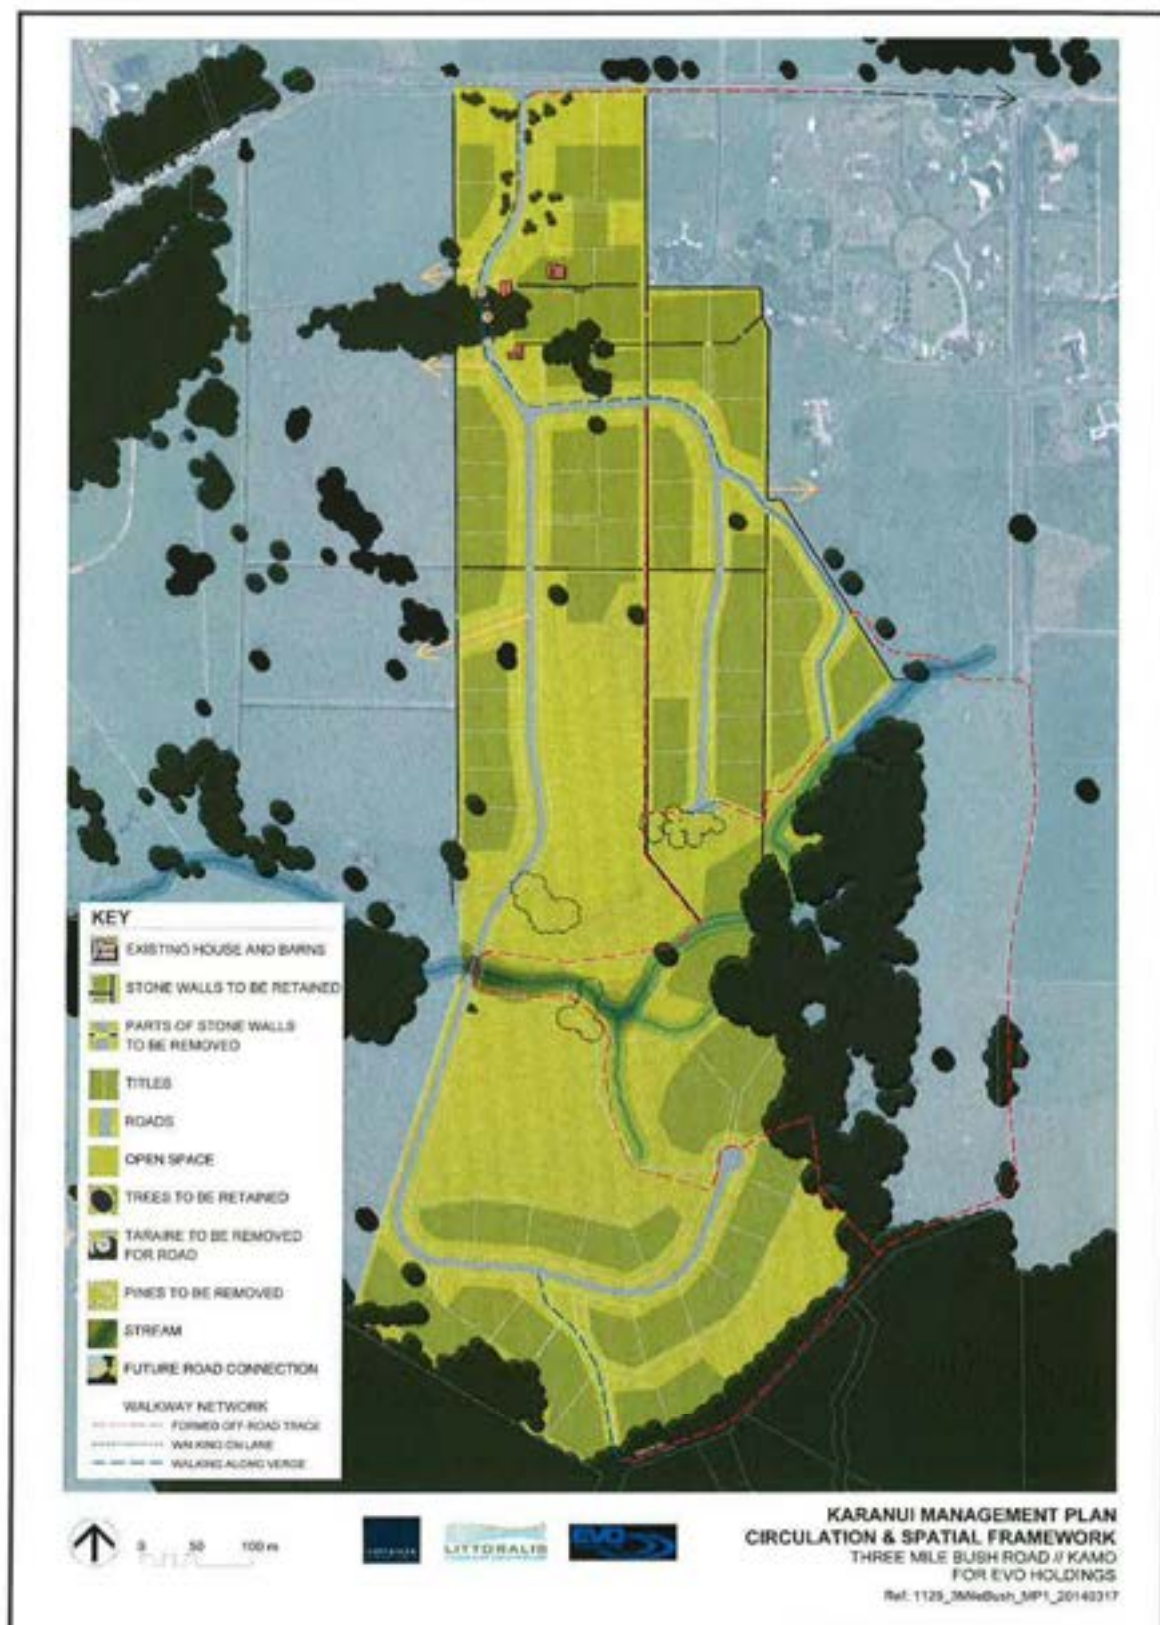 KEY
EXISTING HOUSE AND BARNS
STONE WALLS TO BE RETAINED
PARTS OF STONE WALLS
TO BE REMOVED
TITLES
ROADS
OPEN SPACE
TREES TO BE RETAINED
TARAIRE TO BE REMOVED
FOR ROAD
PINES TO BE REMOVED
STREAM
FUTURE ROAD CONNECTION
WALKWAY NETWORK
FORMED OFF-ROAD TRACK
WALKING ON LANE
WALKING ALONG VERGE
0 50 100 m
LITTORALIS
EVO
KARANUI MANAGEMENT PLAN
CIRCULATION & SPATIAL FRAMEWORK
THREE MILE BUSH ROAD // KAMO
FOR EVO HOLDINGS
Ref: 1129_3MileBush_MP1_20140317